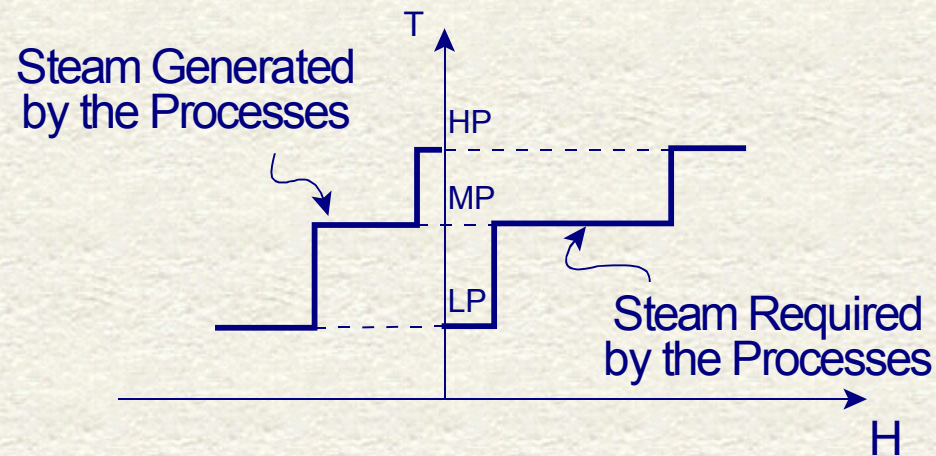 T
Steam Generated
by the Processes
HP
MP
LP
Steam Required
by the Processes
H